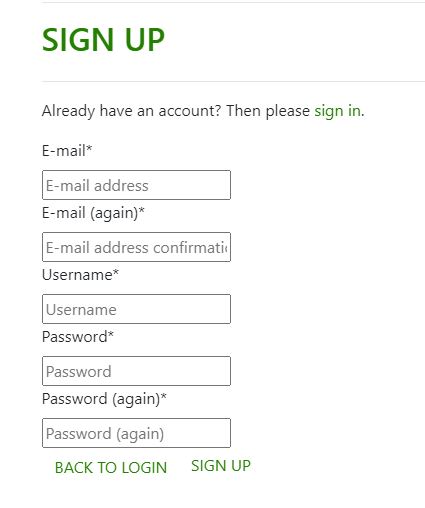 SIGN UP
Already have an account? Then please sign in.
E-mail*
E-mail address
E-mail (again)*
E-mail address confirmati
Username*
Username
Password*
Password
Password (again)*
Password (again)
BACK TO LOGIN SIGN UP